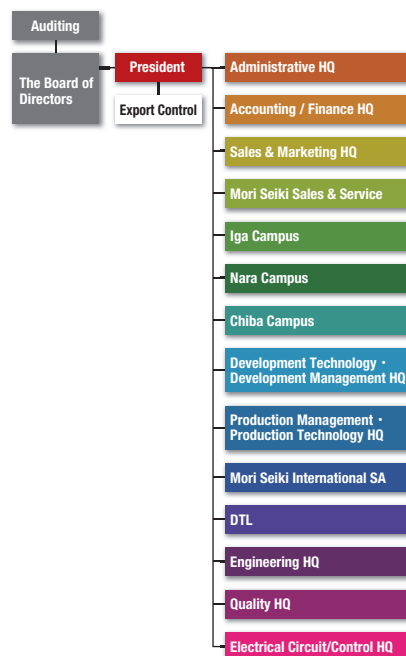 Auditing
The Board of
Directors
President
Export Control
Administrative HQ
Accounting / Finance HQ
Sales & Marketing HQ
Mori Seiki Sales & Service
Iga Campus
Nara Campus
Chiba Campus
Development Technology・
Development Management HQ
Production Management・
Production Technology HQ
Mori Seiki International SA
DTL
Engineering HQ
Quality HQ
Electrical Circuit/Control HQ